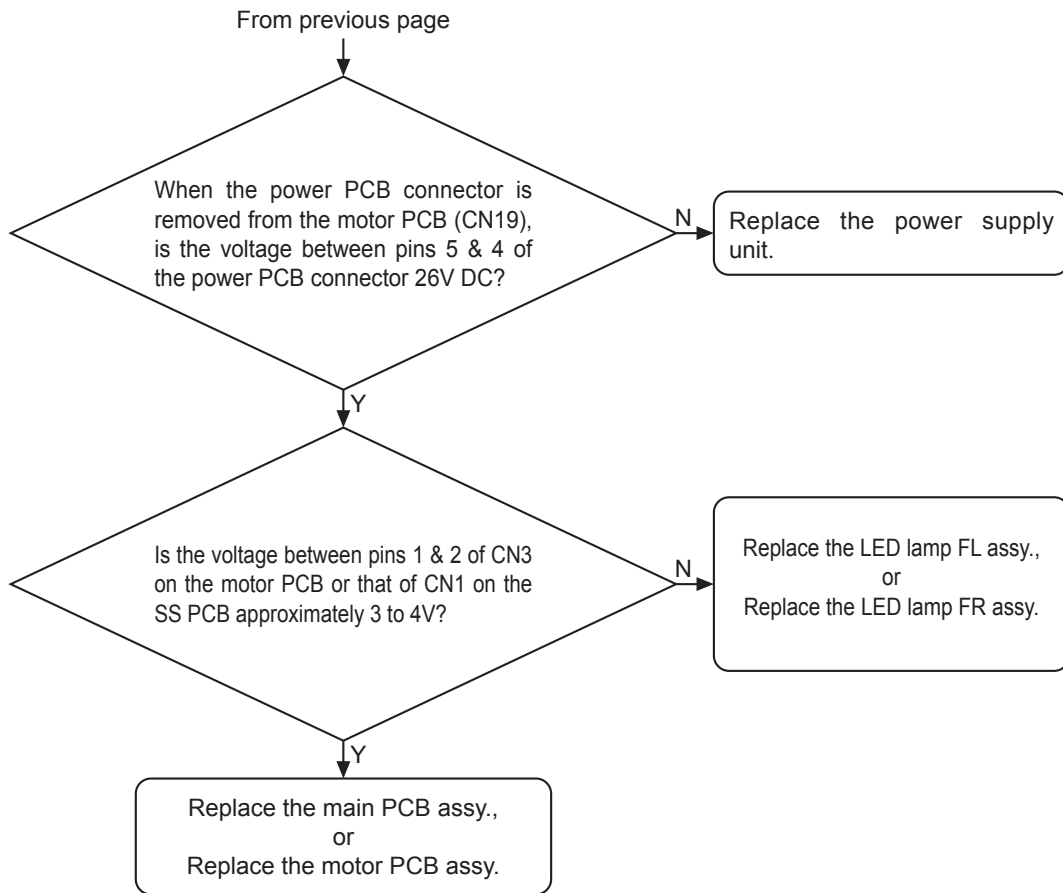 From previous page
When the power PCB connector is
removed from the motor PCB (CN19),
is the voltage between pins 5 & 4 of
the power PCB connector 26V DC?
N
Replace the power supply
unit.
Y
Is the voltage between pins 1 & 2 of CN3
on the motor PCB or that of CN1 on the
SS PCB approximately 3 to 4V?
N
Replace the LED lamp FL assy.,
or
Replace the LED lamp FR assy.
Y
Replace the main PCB assy.,
or
Replace the motor PCB assy.